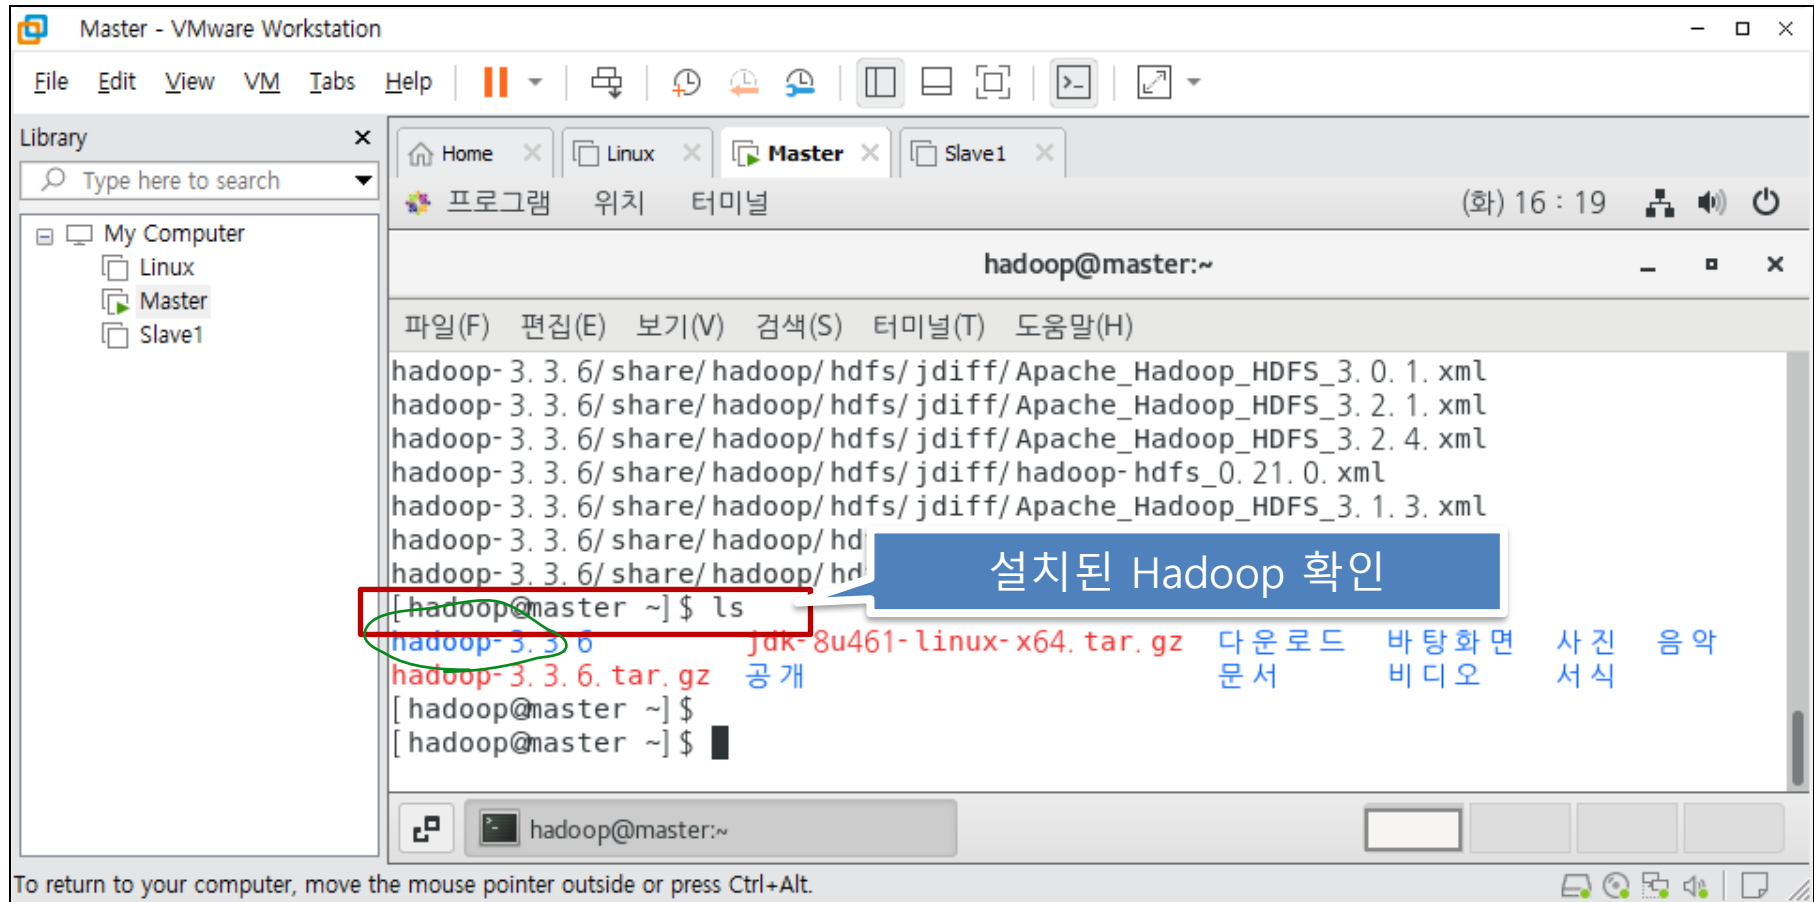 Master - VMware Workstation
File Edit View VM Tabs Help
Library
Type here to search
My Computer
Linux
Master
Slave1
Home Linux Master Slave1
프로그램 위치 터미널 (화) 16 : 19
hadoop@master:~
파일(F) 편집(E) 보기(V) 검색(S) 터미널(T) 도움말(H)
hadoop-3.3.6/share/hadoop/hdfs/jdiff/Apache_Hadoop_HDFS_3.0.1.xml
hadoop-3.3.6/share/hadoop/hdfs/jdiff/Apache_Hadoop_HDFS_3.2.1.xml
hadoop-3.3.6/share/hadoop/hdfs/jdiff/Apache_Hadoop_HDFS_3.2.4.xml
hadoop-3.3.6/share/hadoop/hdfs/jdiff/hadoop-hdfs_0.21.0.xml
hadoop-3.3.6/share/hadoop/hdfs/jdiff/Apache_Hadoop_HDFS_3.1.3.xml
hadoop-3.3.6/share/hadoop/hd
hadoop-3.3.6/share/hadoop/hd
설치된 Hadoop 확인
[hadoop@master ~]$ ls
hadoop-3.3.6 jdk-8u461-linux-x64.tar.gz 다운로드 바탕화면 사진 음악
hadoop-3.3.6.tar.gz 공개 문서 비디오 서식
[hadoop@master ~]$
[hadoop@master ~]$
hadoop@master:~
To return to your computer, move the mouse pointer outside or press Ctrl+Alt.